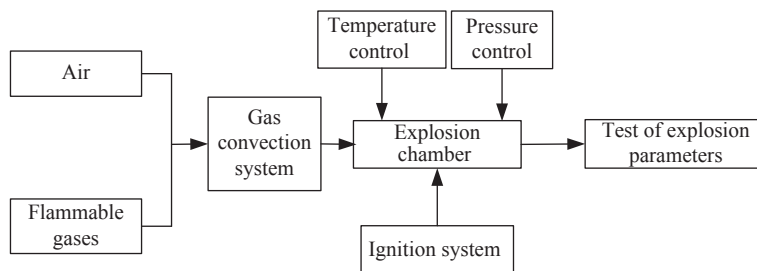 Temperature
control
Pressure
control
Air
Gas
convection
system
Explosion
chamber
Test of explosion
parameters
Flammable
gases
Ignition system